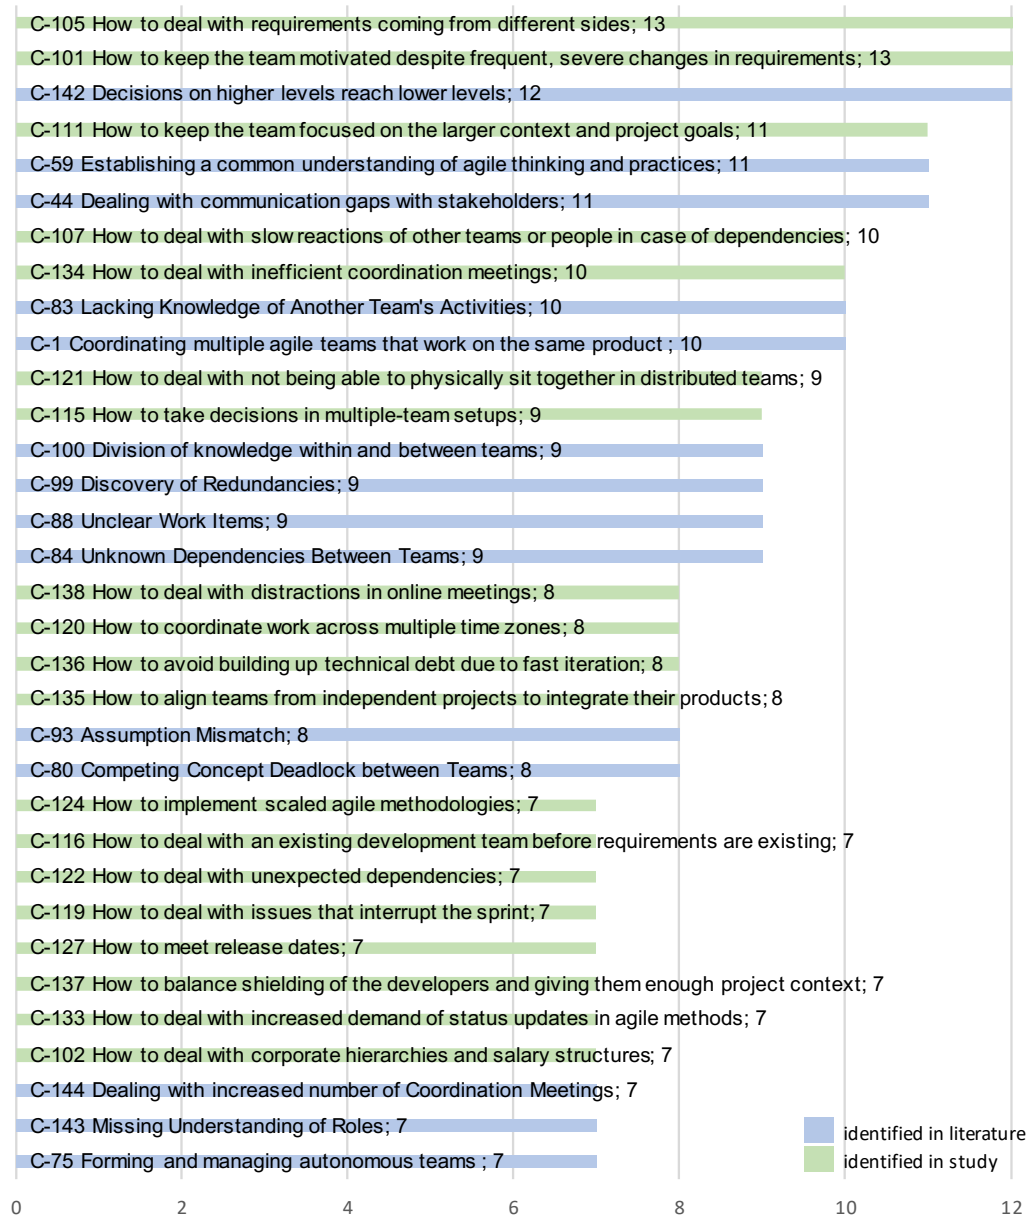 C-105 How to deal with requirements coming from different sides; 13
C-101 How to keep the team motivated despite frequent, severe changes in requirements; 13
C-142 Decisions on higher levels reach lower levels; 12
C-111 How to keep the team focused on the larger context and project goals; 11
C-59 Establishing a common understanding of agile thinking and practices; 11
C-44 Dealing with communication gaps with stakeholders; 11
C-107 How to deal with slow reactions of other teams or people in case of dependencies; 10
C-134 How to deal with inefficient coordination meetings; 10
C-83 Lacking Knowledge of Another Team's Activities; 10
C-1 Coordinating multiple agile teams that work on the same product ; 10
C-121 How to deal with not being able to physically sit together in distributed teams; 9
C-115 How to take decisions in multiple-team setups; 9
C-100 Division of knowledge within and between teams; 9
C-99 Discovery of Redundancies; 9
C-88 Unclear Work Items; 9
C-84 Unknown Dependencies Between Teams; 9
C-138 How to deal with distractions in online meetings; 8
C-120 How to coordinate work across multiple time zones; 8
C-136 How to avoid building up technical debt due to fast iteration; 8
C-135 How to align teams from independent projects to integrate their products; 8
C-93 Assumption Mismatch; 8
C-80 Competing Concept Deadlock between Teams; 8
C-124 How to implement scaled agile methodologies; 7
C-116 How to deal with an existing development team before requirements are existing; 7
C-122 How to deal with unexpected dependencies; 7
C-119 How to deal with issues that interrupt the sprint; 7
C-127 How to meet release dates; 7
C-137 How to balance shielding of the developers and giving them enough project context; 7
C-133 How to deal with increased demand of status updates in agile methods; 7
C-102 How to deal with corporate hierarchies and salary structures; 7
C-144 Dealing with increased number of Coordination Meetings; 7
C-143 Missing Understanding of Roles; 7
C-75 Forming and managing autonomous teams ; 7
identified in literature
identified in study
0 2 4 6 8 10 12